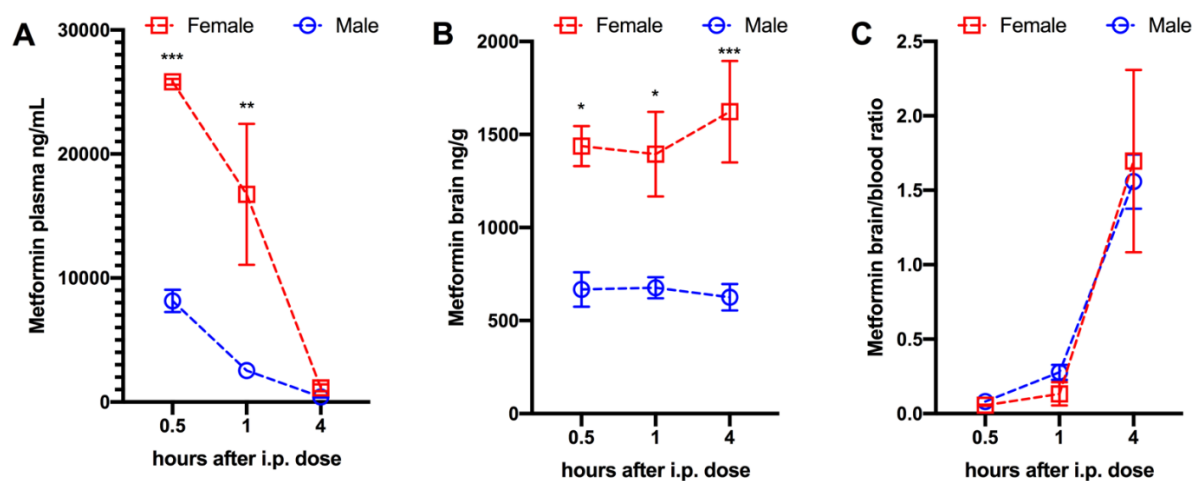 A
Female
Male
Metformin plasma ng/mL
30000
20000
10000
0
***
**
0.5
1
4
hours after i.p. dose
B
Female
Male
Metformin brain ng/g
2000
1500
1000
500
0
*
*
***
0.5
1
4
hours after i.p. dose
C
Female
Male
Metformin brain/blood ratio
2.5
2.0
1.5
1.0
0.5
0.0
0.5
1
4
hours after i.p. dose